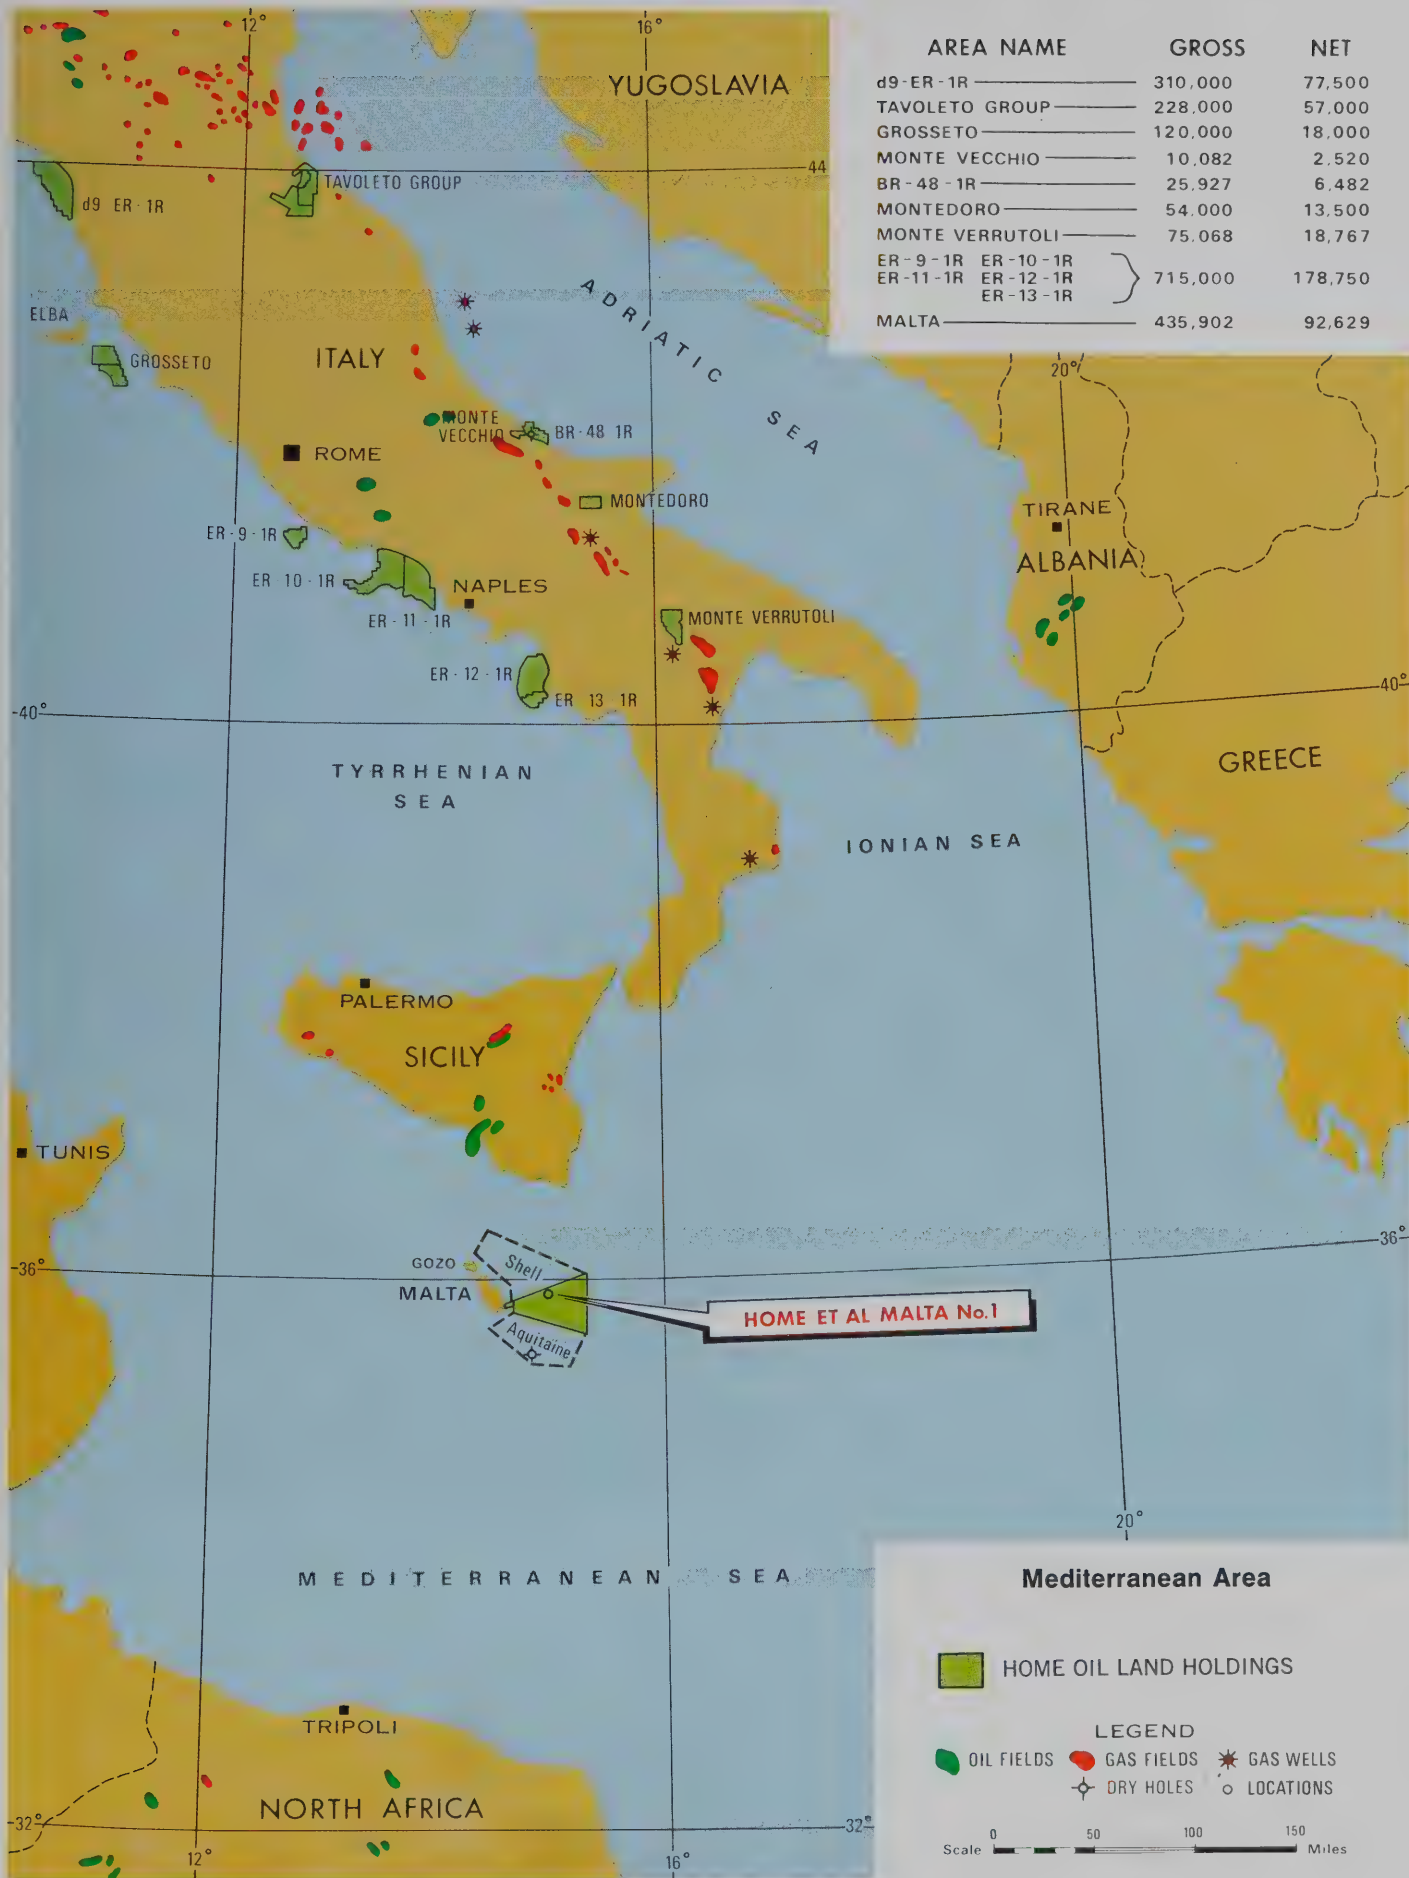 12° 16°
AREA NAME GROSS NET
d9-ER-1R 310,000 77,500
TAVOLETO GROUP 228,000 57,000
GROSSETO 120,000 18,000
MONTE VECCHIO 10,082 2,520
BR-48-1R 25,927 6,482
MONTEDORO 54,000 13,500
MONTE VERRUTOLI 75,068 18,767
ER-9-1R ER-10-1R
ER-11-1R ER-12-1R 715,000 178,750
ER-13-1R
MALTA 435,902 92,629
YUGOSLAVIA
44
TAVOLETO GROUP
d9 ER-1R
ADRIATIC SEA
ELBA
GROSSETO
ITALY
20°
MONTE
VECCHIO
BR-48 1R
ROME
MONTEDORO
TIRANE
ALBANIA
ER-9-1R
ER 10-1R
NAPLES
ER-11-1R
MONTE VERRUTOLI
ER-12-1R
ER 13 1R
-40° 40°
GREECE
TYRRHENIAN
SEA
IONIAN SEA
PALERMO
SICILY
TUNIS
GOZO
Shell
-36° -36°
MALTA
HOME ET AL MALTA No.1
Aquitaine
20°
MEDITERRANEAN SEA
Mediterranean Area
HOME OIL LAND HOLDINGS
TRIPOLI
LEGEND
OIL FIELDS GAS FIELDS GAS WELLS
DRY HOLES LOCATIONS
NORTH AFRICA
-32° -32°
0 50 100 150
Scale Miles
12° 16°